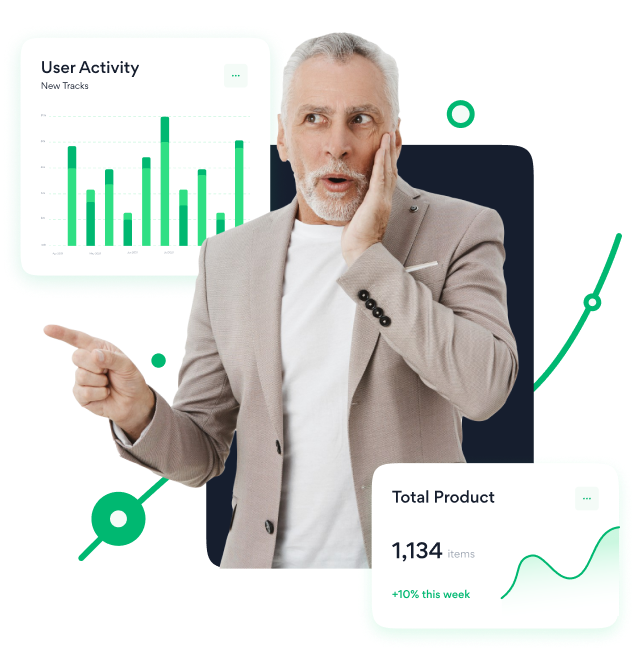 User Activity
New Tracks
Total Product
1,134 items
+10% this week